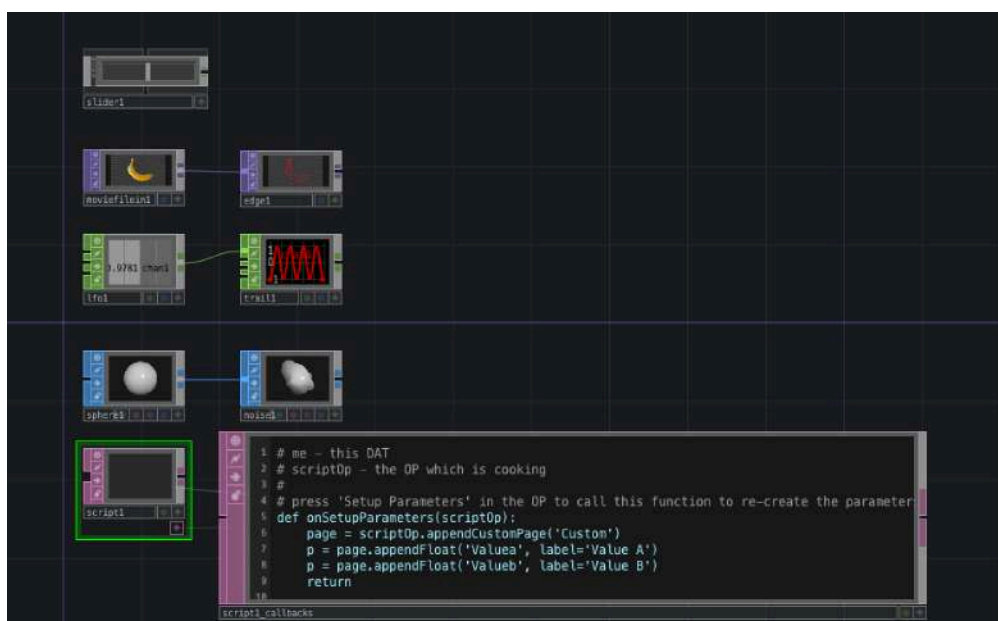 slider1
moviefilein1
edge1
0.9781 chan1
lfo1
1
0
-1
trail1
sphere1
noise1
script1
1 # me - this DAT
2 # scriptOp - the OP which is cooking
3 #
4 # press 'Setup Parameters' in the OP to call this function to re-create the parameter
5 def onSetupParameters(scriptOp):
6 page = scriptOp.appendCustomPage('Custom')
7 p = page.appendFloat('Valuea', label='Value A')
8 p = page.appendFloat('Valueb', label='Value B')
9 return
10
script1_callbacks